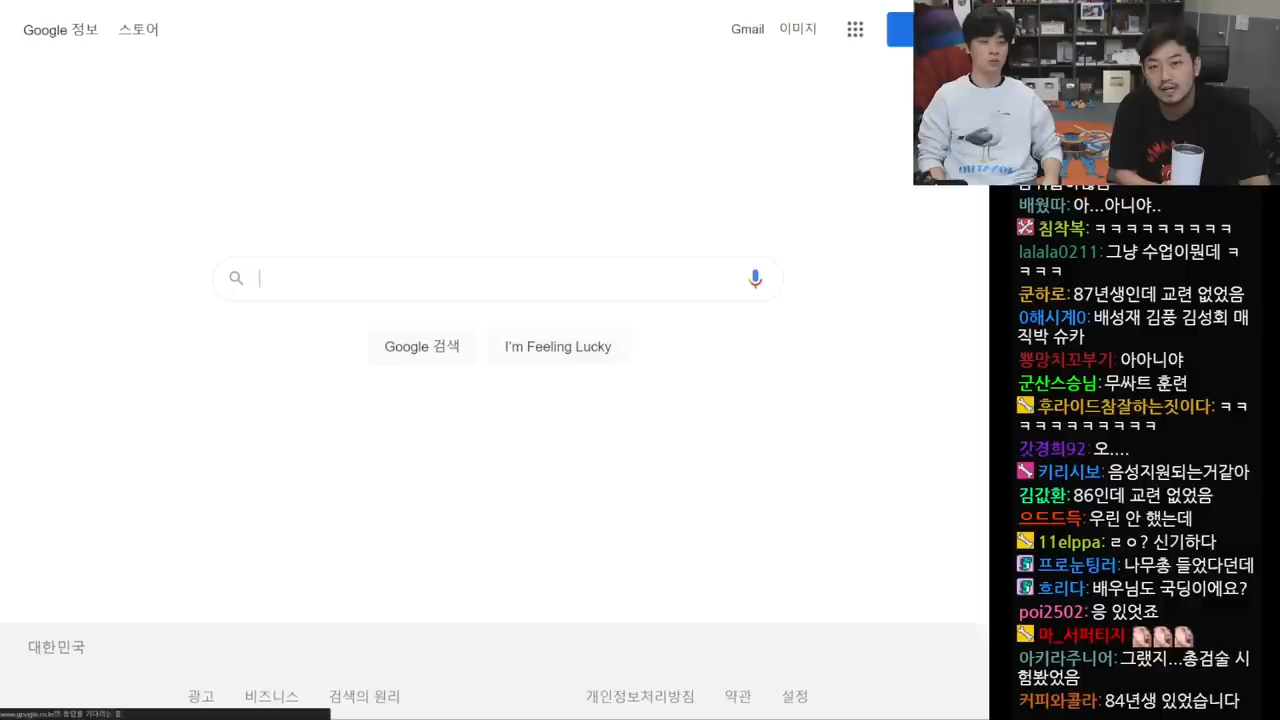 Google 정보 스토어
Gmail 이미지
Google 검색 I'm Feeling Lucky
대한민국
광고 비즈니스 검색의 원리 개인정보처리방침 약관 설정
배웠따: 아...아니야..
침착복: ㅋㅋㅋㅋㅋㅋㅋㅋㅋ
lalala0211: 그냥 수업이뭔데 ㅋ
ㅋㅋㅋㅋ
쿤하로: 87년생인데 교련 없었음
0해시계0: 배성재 김풍 김성회 매
직박 슈카
뿅망치꼬부기: 아아니야
군산스승님: 무싸트 훈련
후라이드참잘하는짓이다: ㅋㅋ
ㅋㅋㅋㅋㅋㅋㅋㅋㅋ
갓경희92: 오....
키리시보: 음성지원되는거같아
김값환: 86인데 교련 없었음
으드드득: 우린 안 했는데
11elppa: ㄹㅇ? 신기하다
프로눈팅러: 나무총 들었다던데
흐리다: 배우님도 국딩이에요?
poi2502: 응 있엇죠
마_서퍼티지
아키라주니어: 그랬지...총검술 시
험봤었음
커피와콜라: 84년생 있었습니다